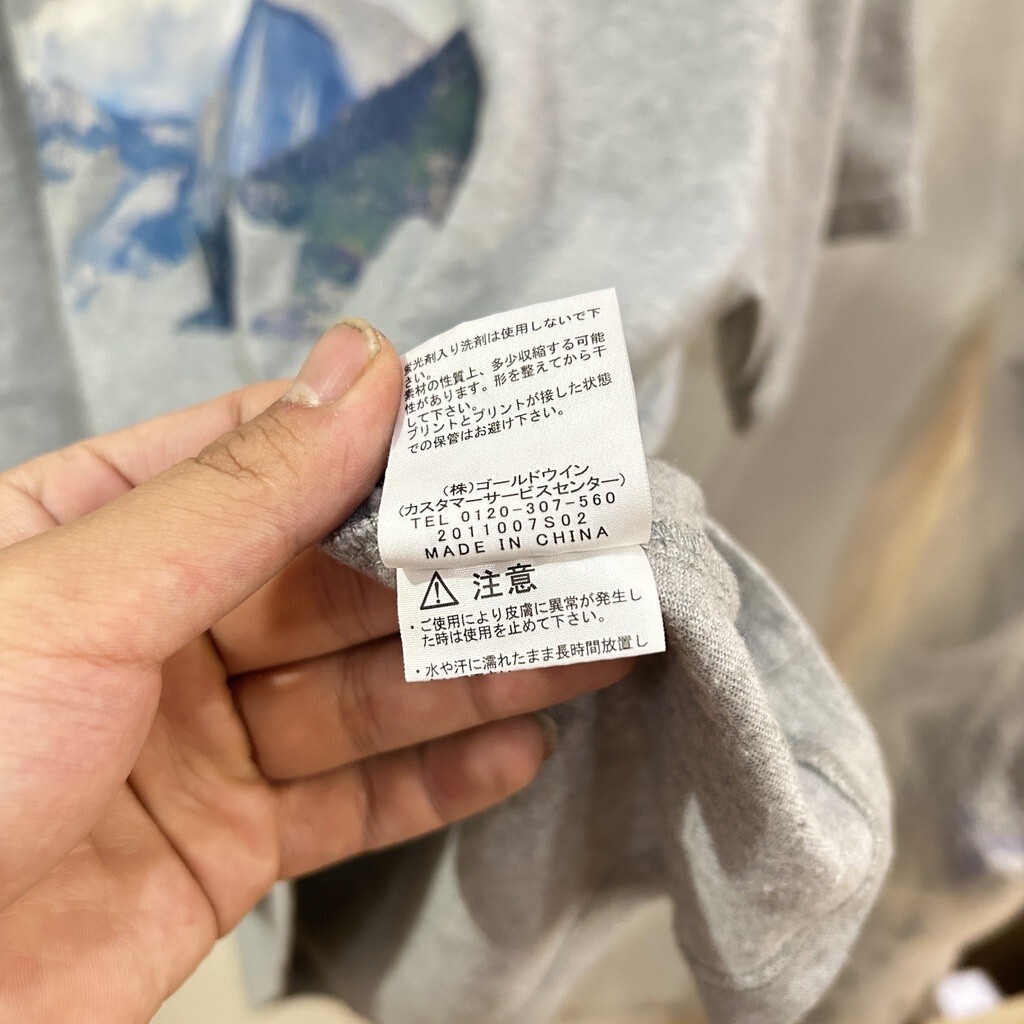 蛍光剤入り洗剤は使用しないで下
さい。
素材の性質上、多少収縮する可能
性があります。形を整えてから干
して下さい。
プリントとプリントが接した状態
での保管はお避け下さい。
(株)ゴールドウイン
(カスタマーサービスセンター)
TEL 0120-307-560
2011007S02
MADE IN CHINA
⚠ 注意
・ご使用により皮膚に異常が発生し
た時は使用を止めて下さい。
・水や汗に濡れたまま長時間放置し